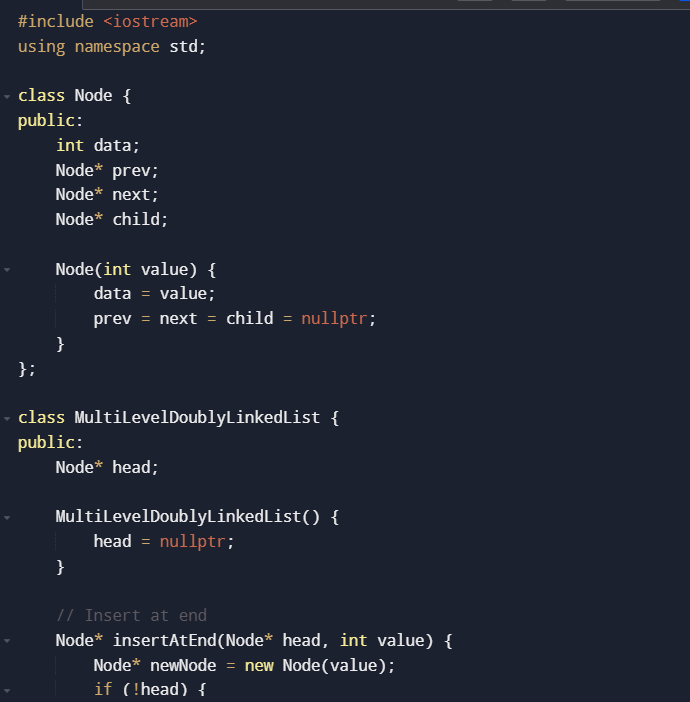 #include <iostream>
using namespace std;
class Node {
public:
    int data;
    Node* prev;
    Node* next;
    Node* child;
    Node(int value) {
        data = value;
        prev = next = child = nullptr;
    }
};
class MultiLevelDoublyLinkedList {
public:
    Node* head;
    MultiLevelDoublyLinkedList() {
        head = nullptr;
    }
    // Insert at end
    Node* insertAtEnd(Node* head, int value) {
        Node* newNode = new Node(value);
        if (!head) {